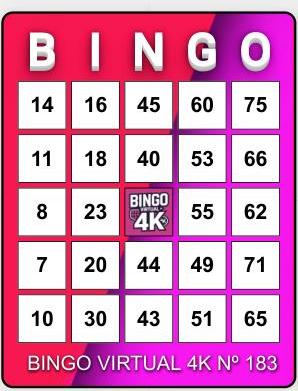 B I N G O
14 16 45 60 75
11 18 40 53 66
8 23 BINGO VIRTUAL 4K 55 62
7 20 44 49 71
10 30 43 51 65
BINGO VIRTUAL 4K Nº 183